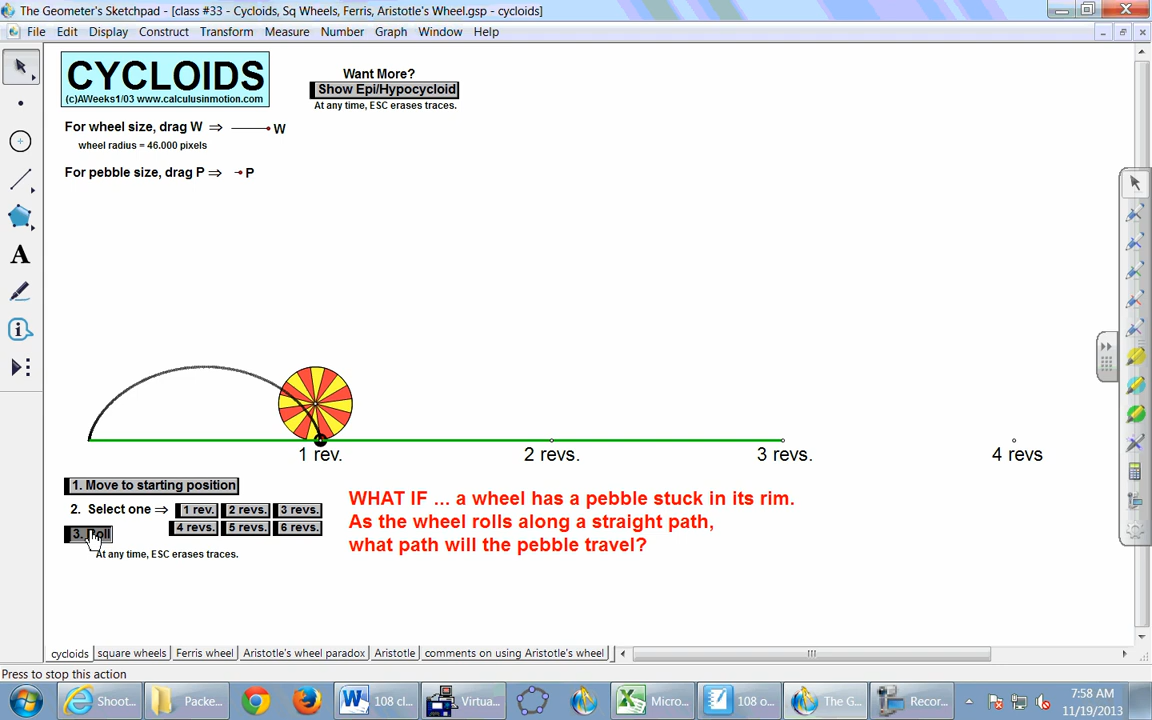 The Geometer's Sketchpad - [class #33 - Cycloids, Sq Wheels, Ferris, Aristotle's Wheel.gsp - cycloids]
File Edit Display Construct Transform Measure Number Graph Window Help
CYCLOIDS
(c)AWeeks1/03 www.calculusinmotion.com
Want More?
Show Epi/Hypocycloid
At any time, ESC erases traces.
For wheel size, drag W ⇒ W
wheel radius = 46.000 pixels
For pebble size, drag P ⇒ P
1 rev. 2 revs. 3 revs. 4 revs
1. Move to starting position
2. Select one ⇒ 1 rev. 2 revs. 3 revs.
4 revs. 5 revs. 6 revs.
3. Roll
At any time, ESC erases traces.
WHAT IF ... a wheel has a pebble stuck in its rim.
As the wheel rolls along a straight path,
what path will the pebble travel?
cycloids square wheels Ferris wheel Aristotle's wheel paradox Aristotle comments on using Aristotle's wheel
Press to stop this action
Shoot... Packe... 108 cl... Virtua... Micro... 108 o... The G... Recor...
7:58 AM
11/19/2013